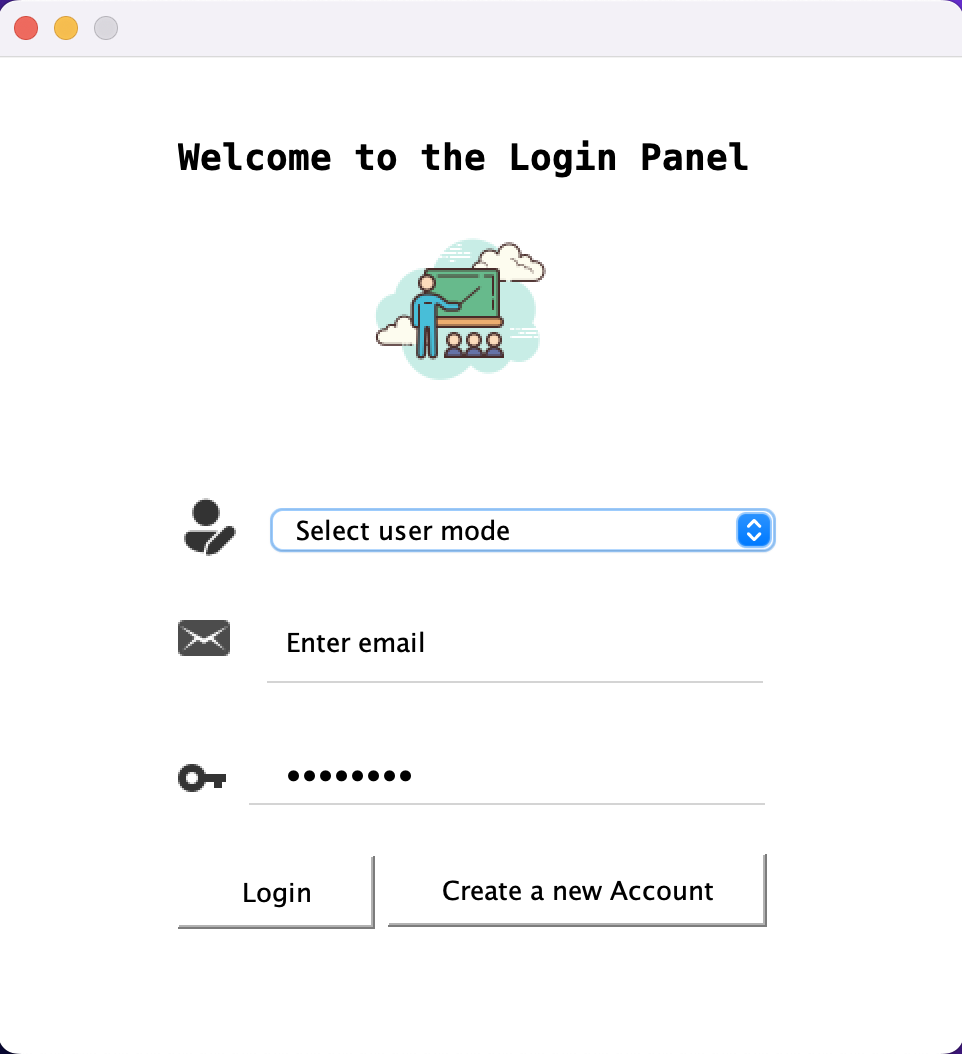 Welcome to the Login Panel
Select user mode
Enter email
••••••••
Login
Create a new Account